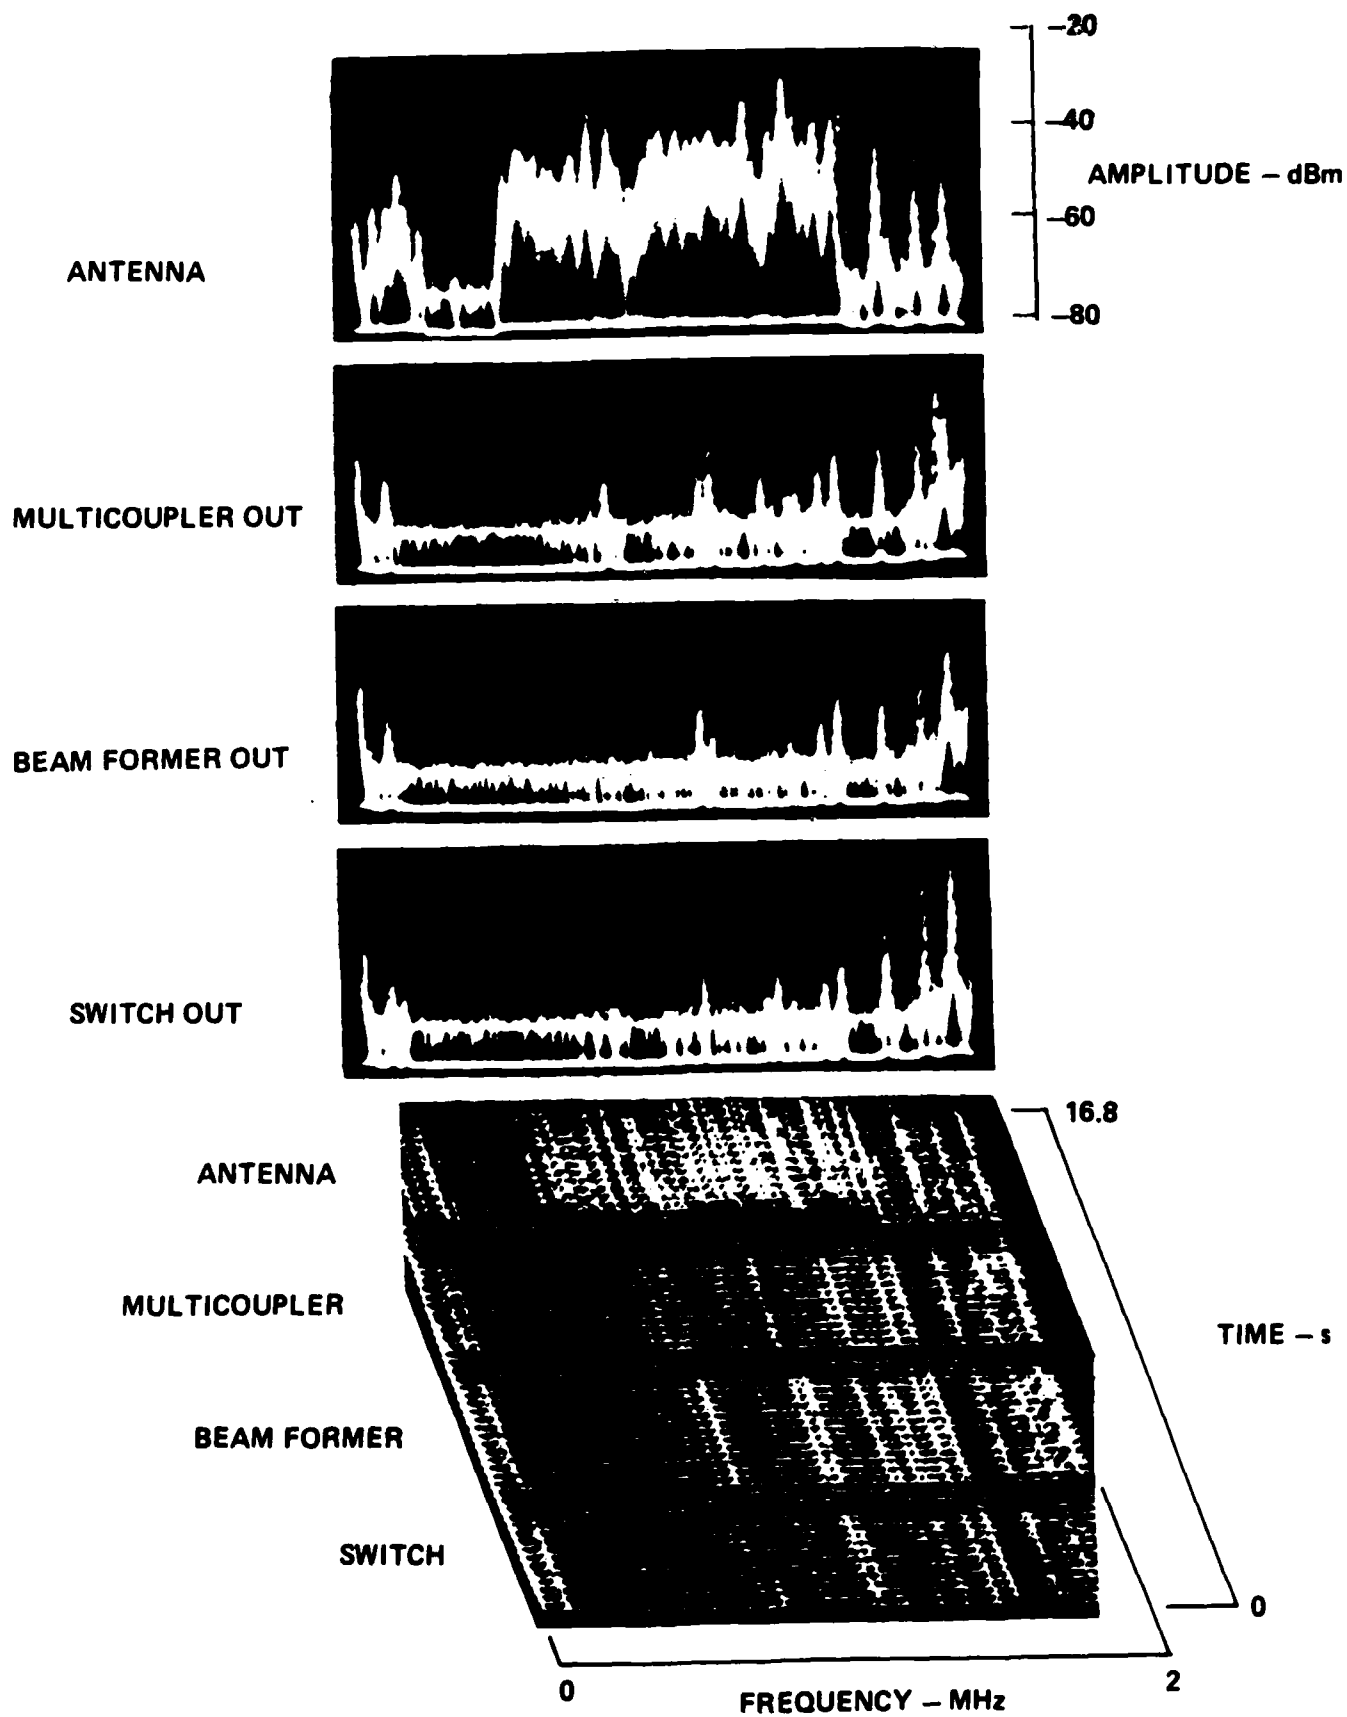 –20
–40
AMPLITUDE – dBm
–60
ANTENNA
–80
MULTICOUPLER OUT
BEAM FORMER OUT
SWITCH OUT
16.8
ANTENNA
MULTICOUPLER
TIME – s
BEAM FORMER
SWITCH
0
0
2
FREQUENCY – MHz